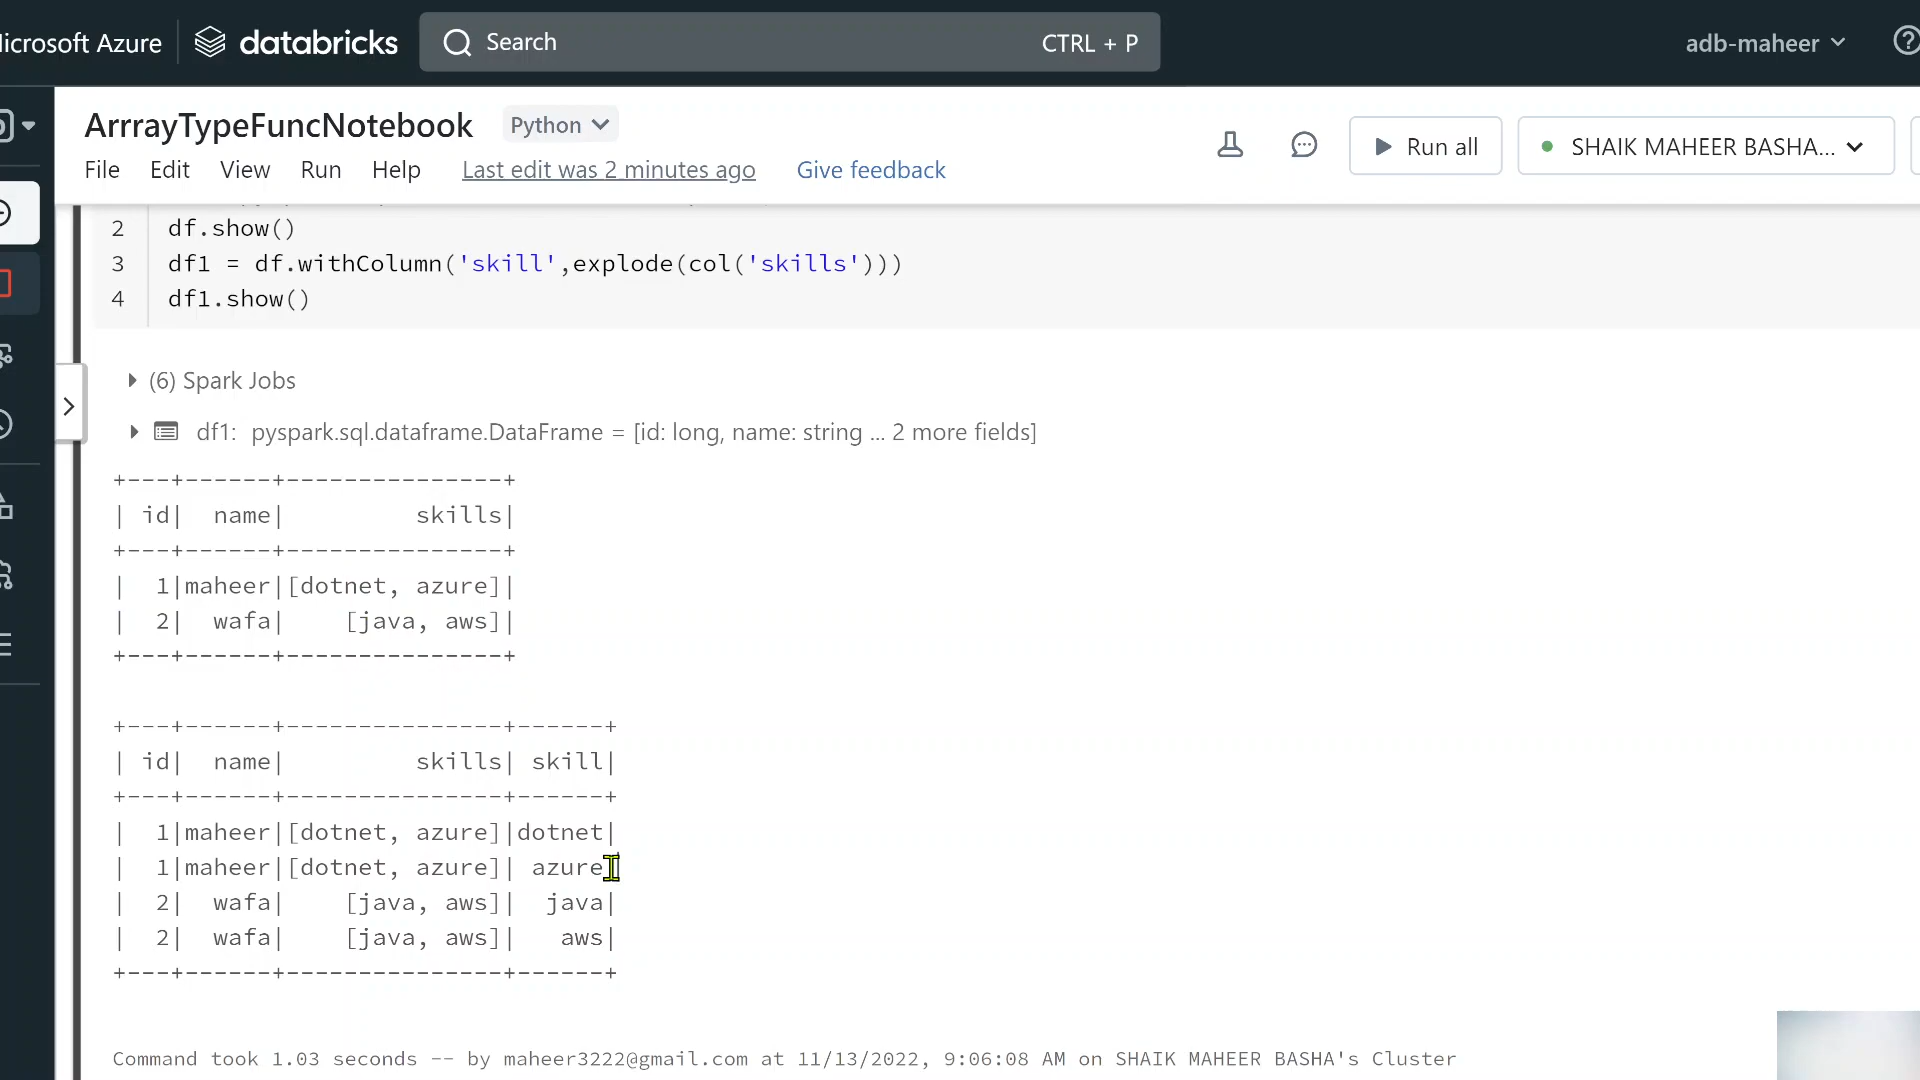 icrosoft Azure databricks Search CTRL + P adb-maheer
ArrrayTypeFuncNotebook Python
File Edit View Run Help Last edit was 2 minutes ago Give feedback Run all SHAIK MAHEER BASHA...
2 df.show()
3 df1 = df.withColumn('skill',explode(col('skills')))
4 df1.show()
(6) Spark Jobs
df1: pyspark.sql.dataframe.DataFrame = [id: long, name: string ... 2 more fields]
+---+------+---------------+
| id|  name|         skills|
+---+------+---------------+
|  1|maheer|[dotnet, azure]|
|  2|  wafa|    [java, aws]|
+---+------+---------------+
+---+------+---------------+------+
| id|  name|         skills| skill|
+---+------+---------------+------+
|  1|maheer|[dotnet, azure]|dotnet|
|  1|maheer|[dotnet, azure]| azure|
|  2|  wafa|    [java, aws]|  java|
|  2|  wafa|    [java, aws]|   aws|
+---+------+---------------+------+
Command took 1.03 seconds -- by maheer3222@gmail.com at 11/13/2022, 9:06:08 AM on SHAIK MAHEER BASHA's Cluster